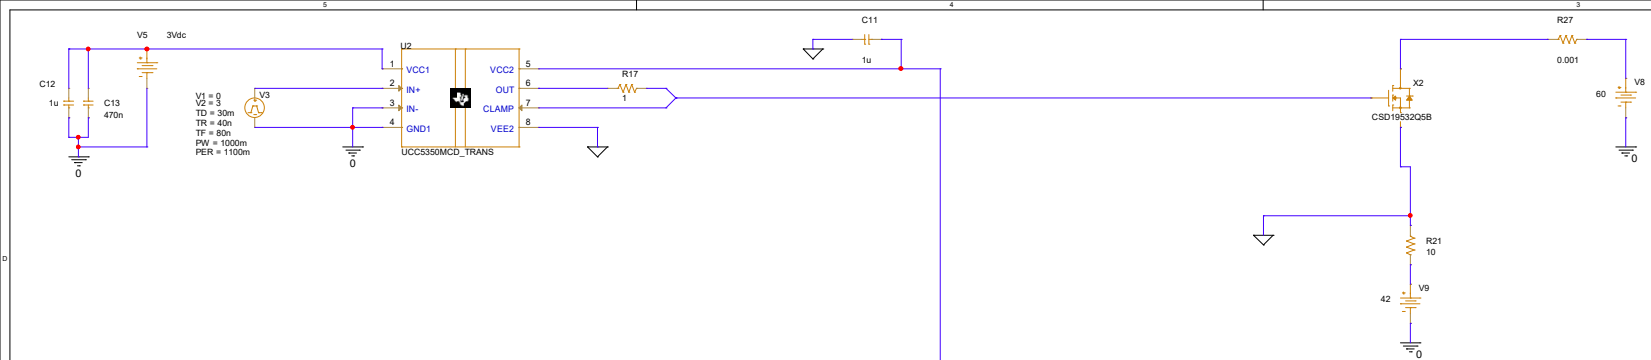 5
4
3
D
V5
3Vdc
C12
1u
C13
470n
0
V1 = 0
V2 = 3
TD = 30m
TR = 40n
TF = 80n
PW = 1000m
PER = 1100m
V3
0
U2
1
VCC1
2
IN+
3
IN-
4
GND1
VCC2
5
OUT
6
CLAMP
7
VEE2
8
UCC5350MCD_TRANS
R17
1
C11
1u
R27
0.001
X2
CSD19532Q5B
V8
60
0
R21
10
V9
42
0